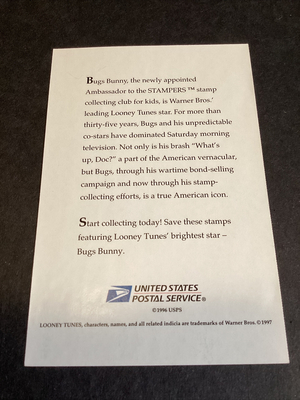 Bugs Bunny, the newly appointed
Ambassador to the STAMPERS ™ stamp
collecting club for kids, is Warner Bros.'
leading Looney Tunes star. For more than
thirty-five years, Bugs and his unpredictable
co-stars have dominated Saturday morning
television. Not only is his brash "What's
up, Doc?" a part of the American vernacular,
but Bugs, through his wartime bond-selling
campaign and now through his stamp-
collecting efforts, is a true American icon.
Start collecting today! Save these stamps
featuring Looney Tunes' brightest star –
Bugs Bunny.
UNITED STATES
POSTAL SERVICE®
©1996 USPS
LOONEY TUNES, characters, names, and all related indicia are trademarks of Warner Bros. ©1997